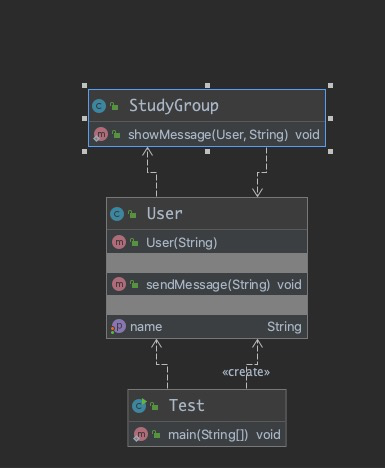 StudyGroup
showMessage(User, String) void
User
User(String)
sendMessage(String) void
name String
«create»
Test
main(String[]) void